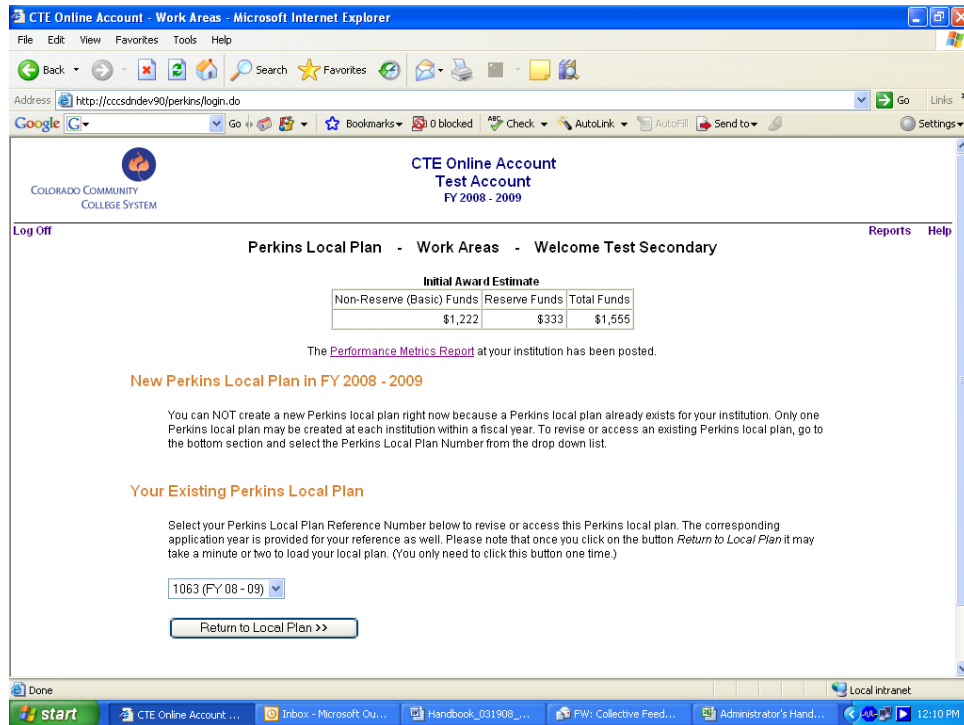 CTE Online Account - Work Areas - Microsoft Internet Explorer
File Edit View Favorites Tools Help
Back Search Favorites
Address http://cccsdndev90/perkins/login.do Go Links
Google G Go Bookmarks 0 blocked ABC Check AutoLink AutoFill Send to Settings
COLORADO COMMUNITY
COLLEGE SYSTEM
CTE Online Account
Test Account
FY 2008 - 2009
Log Off Reports Help
Perkins Local Plan - Work Areas - Welcome Test Secondary
Initial Award Estimate
Non-Reserve (Basic) Funds Reserve Funds Total Funds
$1,222 $333 $1,555
The Performance Metrics Report at your institution has been posted.
New Perkins Local Plan in FY 2008 - 2009
You can NOT create a new Perkins local plan right now because a Perkins local plan already exists for your institution. Only one
Perkins local plan may be created at each institution within a fiscal year. To revise or access an existing Perkins local plan, go to
the bottom section and select the Perkins Local Plan Number from the drop down list.
Your Existing Perkins Local Plan
Select your Perkins Local Plan Reference Number below to revise or access this Perkins local plan. The corresponding
application year is provided for your reference as well. Please note that once you click on the button Return to Local Plan it may
take a minute or two to load your local plan. (You only need to click this button one time.)
1063 (FY 08 - 09)
Return to Local Plan >>
Done Local intranet
start CTE Online Account ... Inbox - Microsoft Ou... Handbook_031908_... FW: Collective Feed... Administrator's Hand... 12:10 PM